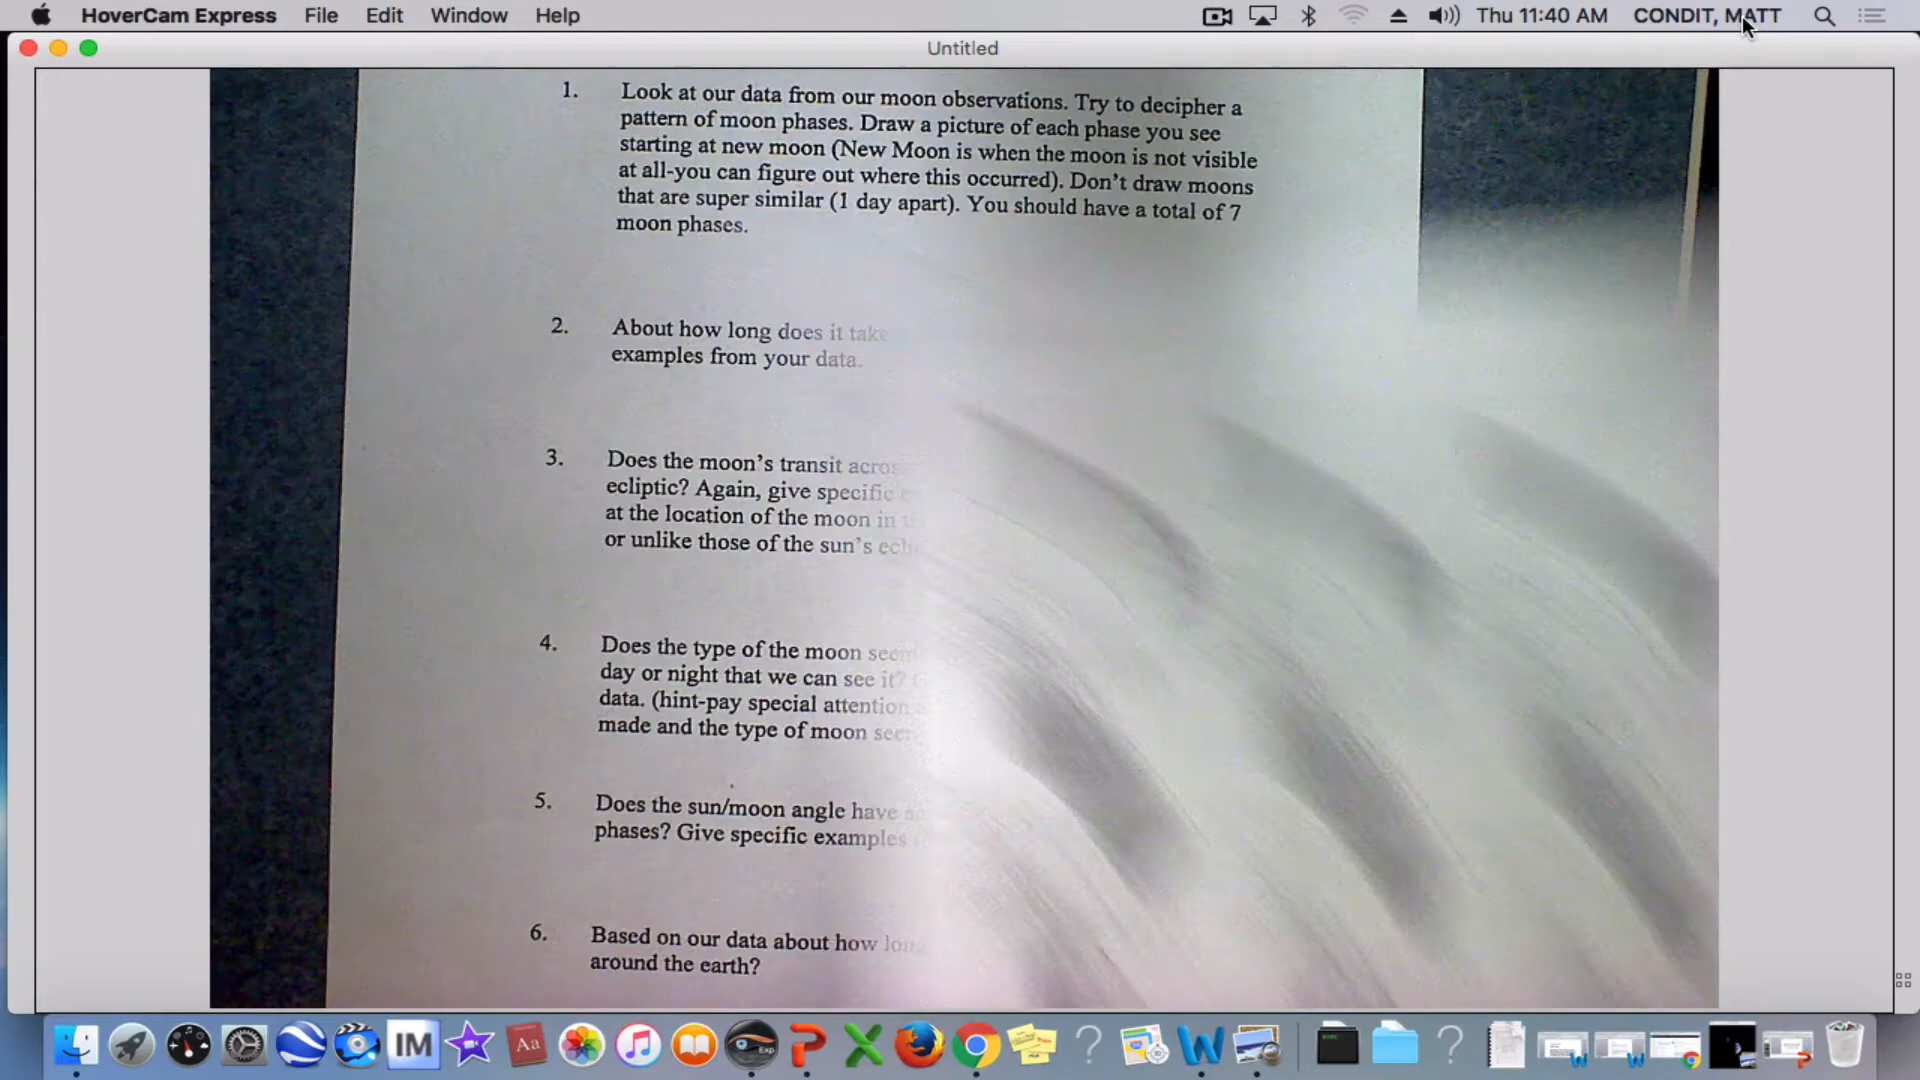 HoverCam Express File Edit Window Help Thu 11:40 AM CONDIT, MATT
Untitled
1. Look at our data from our moon observations. Try to decipher a
pattern of moon phases. Draw a picture of each phase you see
starting at new moon (New Moon is when the moon is not visible
at all-you can figure out where this occurred). Don't draw moons
that are super similar (1 day apart). You should have a total of 7
moon phases.
2. About how long does it take
examples from your data.
3. Does the moon's transit across
ecliptic? Again, give specific
at the location of the moon in
or unlike those of the sun's
4. Does the type of the moon
day or night that we can see it?
data. (hint-pay special attention
made and the type of moon
5. Does the sun/moon angle have
phases? Give specific examples
6. Based on our data about how long
around the earth?
IM
Aa
Exp